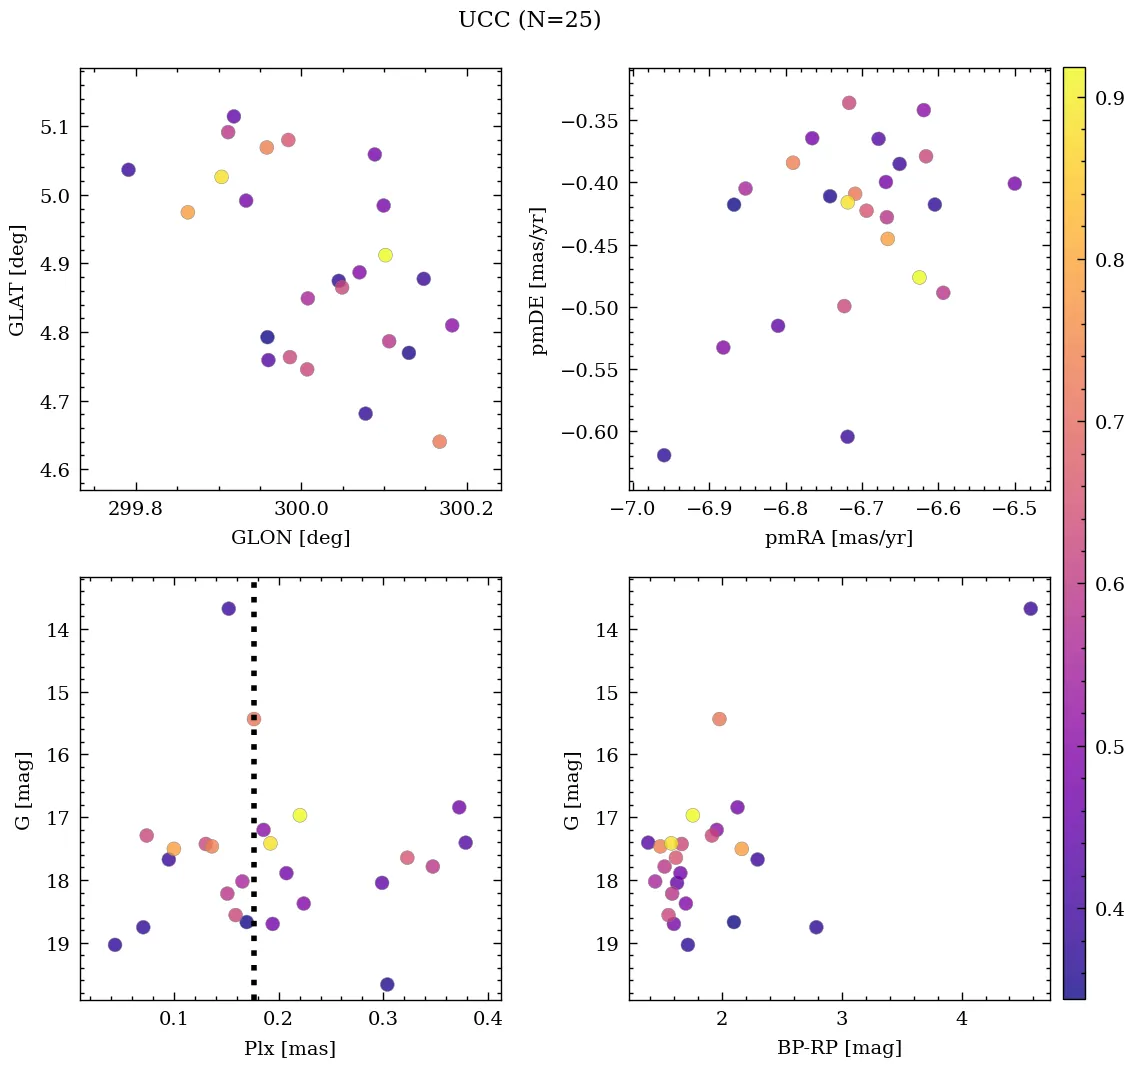 UCC (N=25)
5.1
5.0
4.9
4.8
4.7
4.6
GLAT [deg]
299.8 300.0 300.2
GLON [deg]
−0.35
−0.40
−0.45
−0.50
−0.55
−0.60
pmDE [mas/yr]
−7.0 −6.9 −6.8 −6.7 −6.6 −6.5
pmRA [mas/yr]
0.9
0.8
0.7
0.6
0.5
0.4
14
15
16
17
18
19
G [mag]
0.1 0.2 0.3 0.4
Plx [mas]
14
15
16
17
18
19
G [mag]
2 3 4
BP-RP [mag]